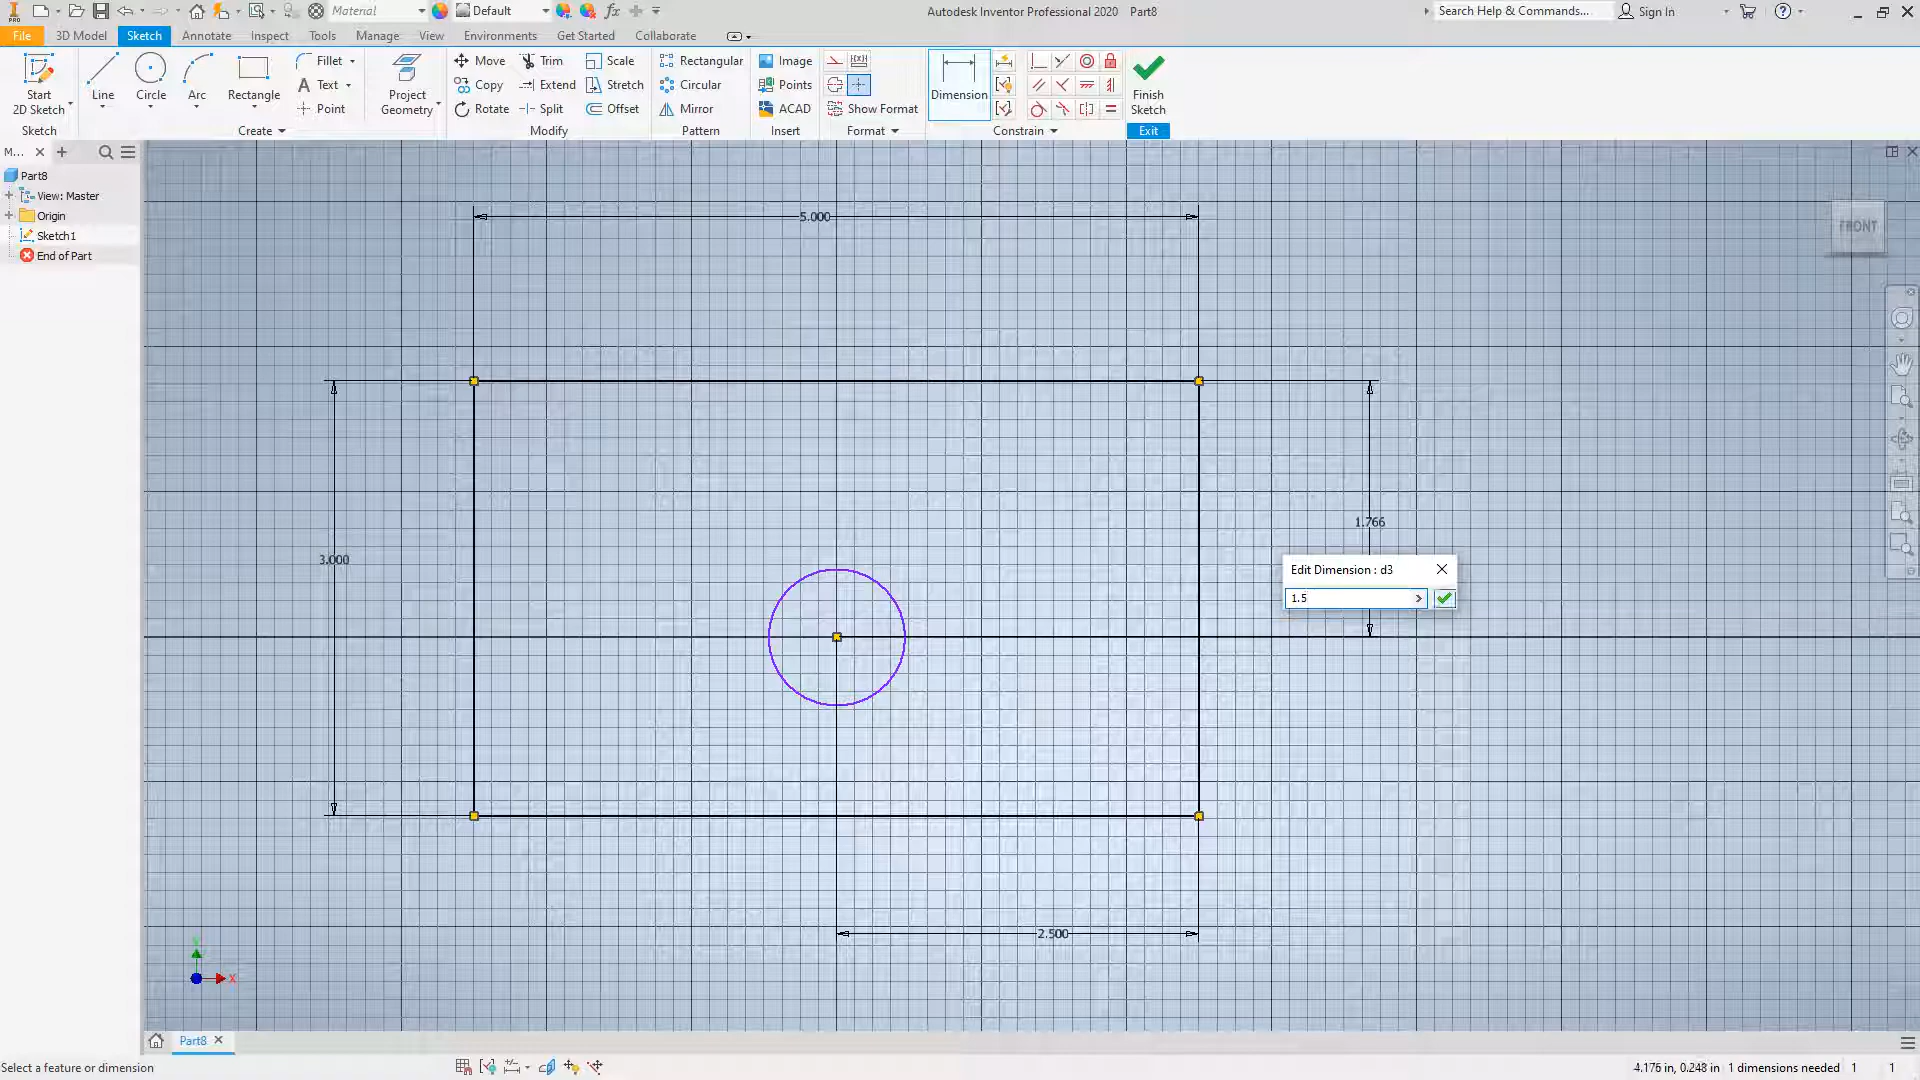 PRO
Material
Default
fx
Autodesk Inventor Professional 2020 Part8
Search Help & Commands...
Sign In
File
3D Model
Sketch
Annotate
Inspect
Tools
Manage
View
Environments
Get Started
Collaborate
Start
2D Sketch
Sketch
Line
Circle
Arc
Rectangle
Fillet
Text
Point
Create
Project
Geometry
Move
Copy
Rotate
Trim
Extend
Split
Scale
Stretch
Offset
Modify
Rectangular
Circular
Mirror
Pattern
Image
Points
ACAD
Insert
Show Format
Format
Dimension
Constrain
Finish
Sketch
Exit
M...
Part8
View: Master
Origin
Sketch1
End of Part
5.000
FRONT
3.000
1.766
Edit Dimension : d3
1.5
2.500
X
Part8
Select a feature or dimension
4.176 in, 0.248 in 1 dimensions needed 1 1